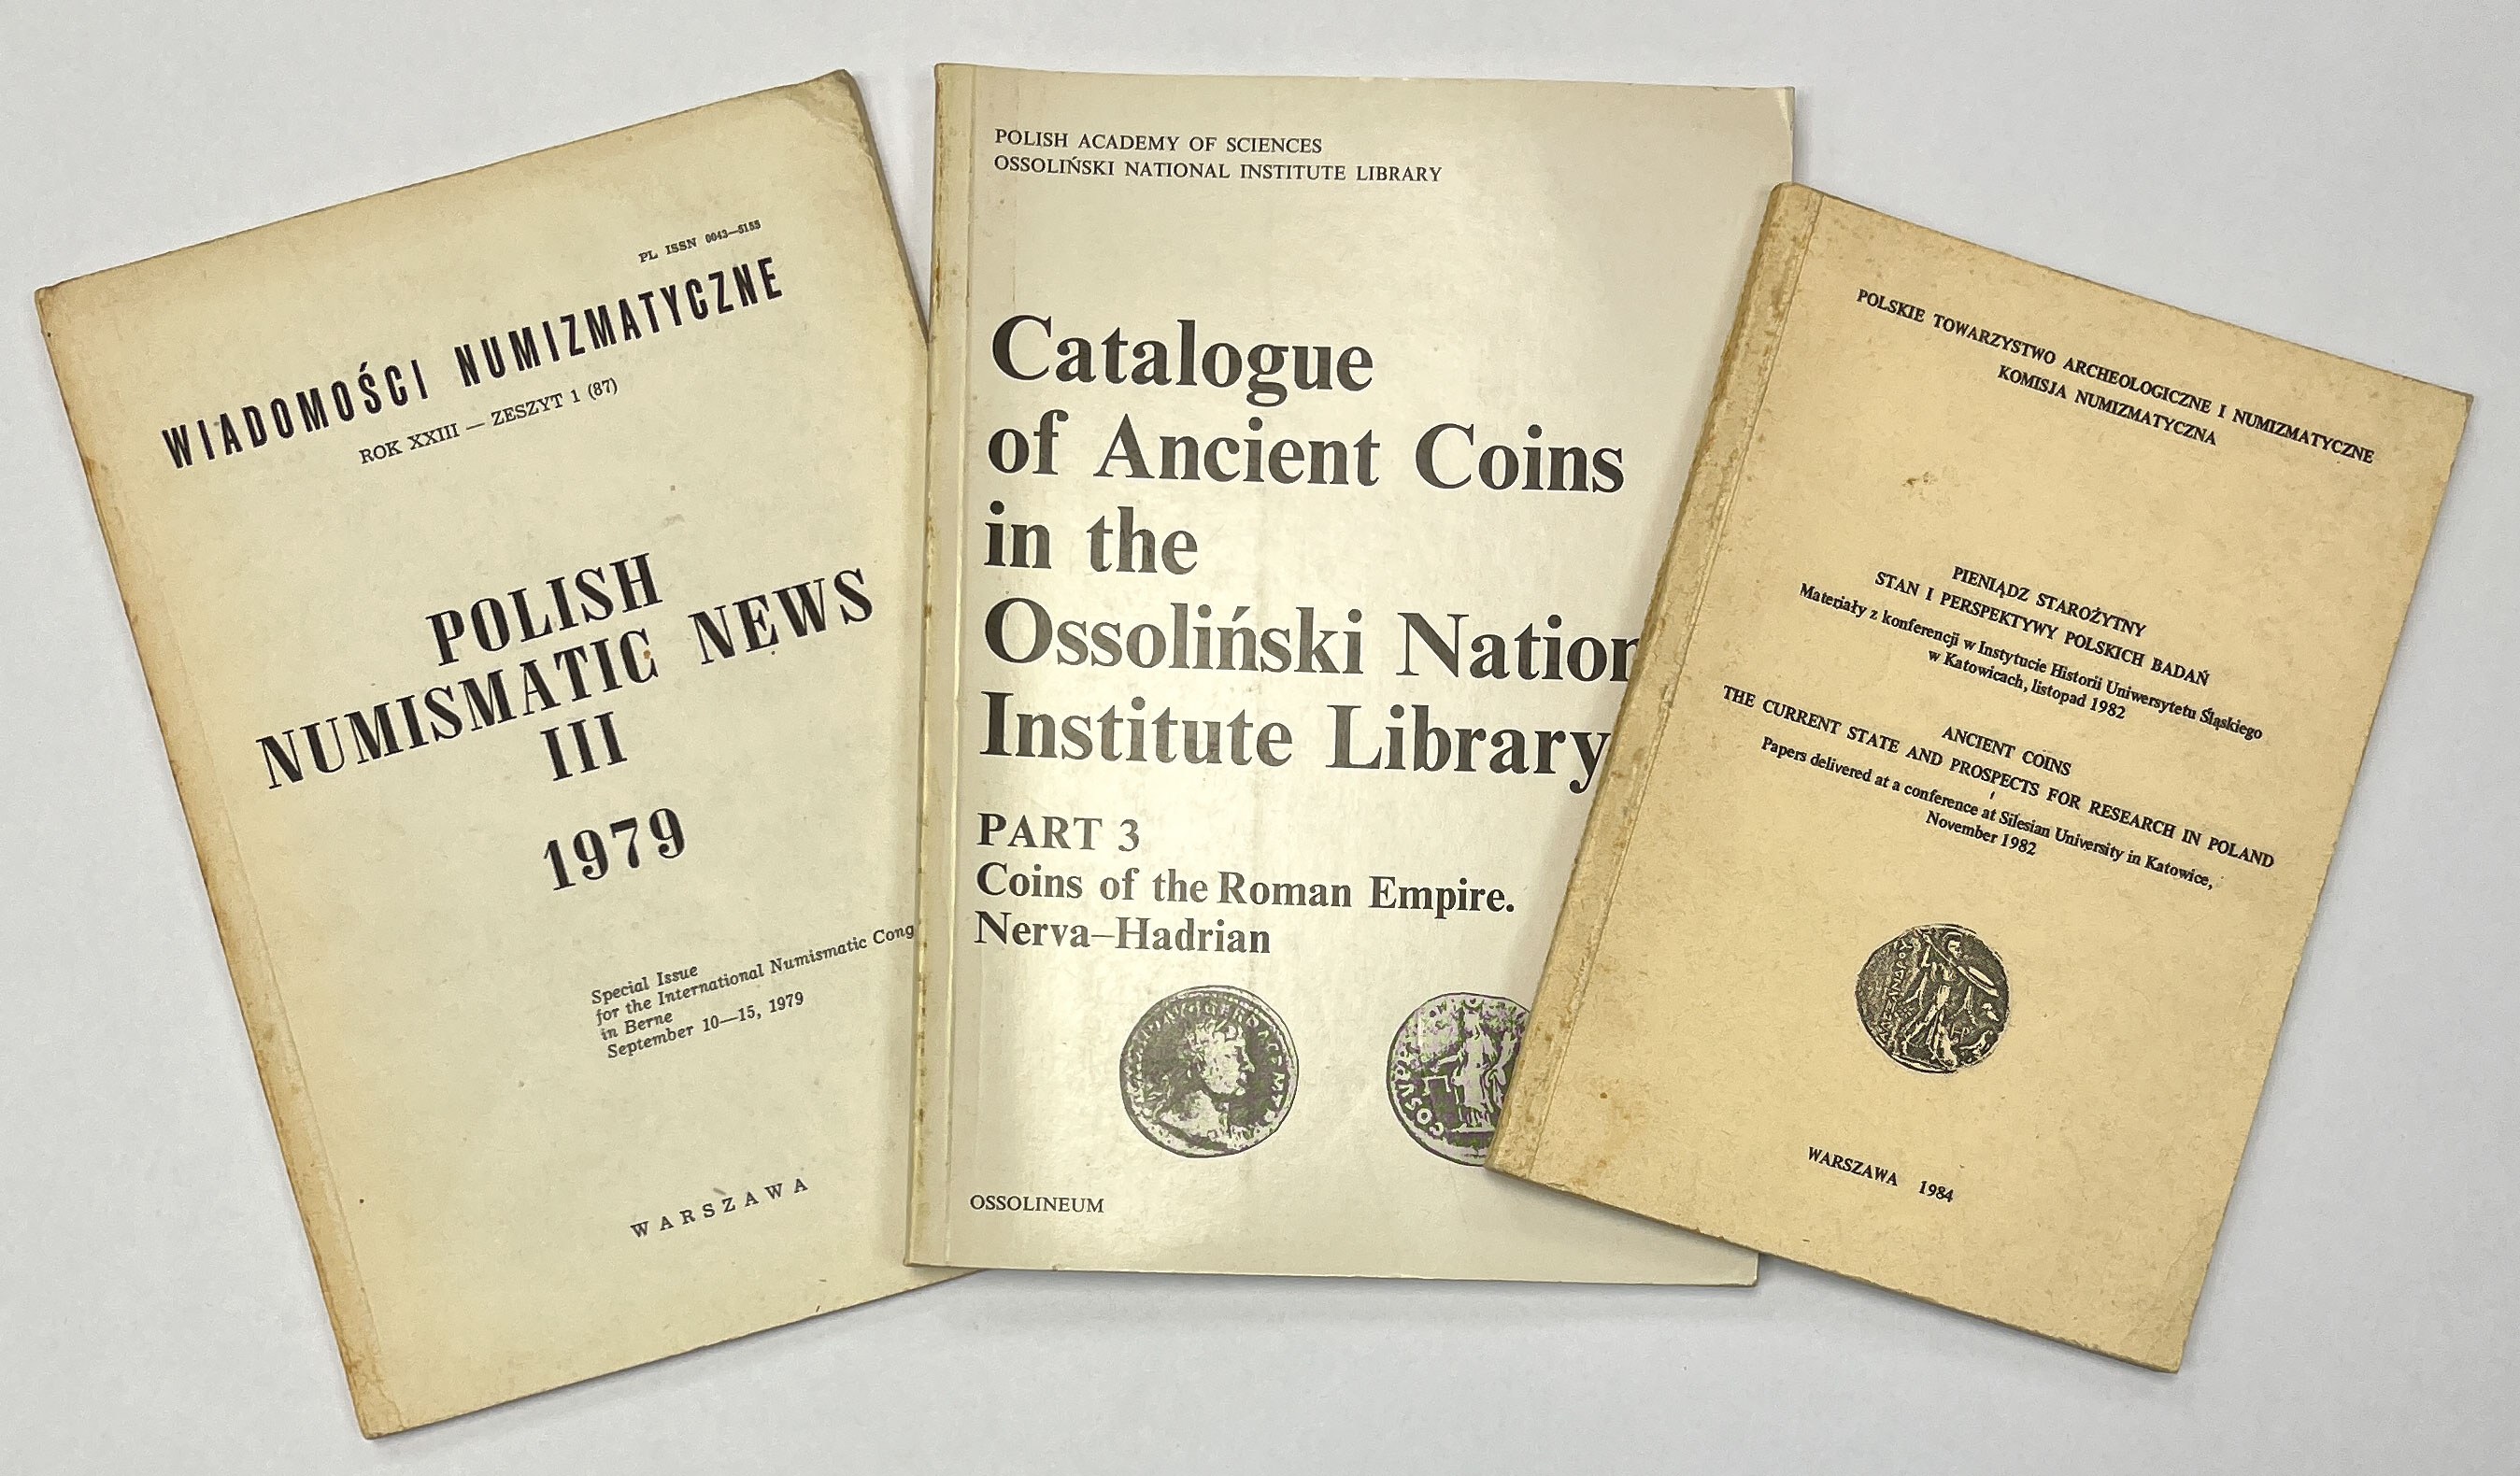 PL ISSN 0043—5155
WIADOMOŚCI NUMIZMATYCZNE
ROK XXIII — ZESZYT 1 (87)
POLISH
NUMISMATIC NEWS
III
1979
Special Issue
for the International Numismatic Cong
in Berne
September 10—15, 1979
WARSZAWA
POLISH ACADEMY OF SCIENCES
OSSOLIŃSKI NATIONAL INSTITUTE LIBRARY
Catalogue
of Ancient Coins
in the
Ossoliński Nation
Institute Library
PART 3
Coins of the Roman Empire.
Nerva–Hadrian
COSVG
OSSOLINEUM
POLSKIE TOWARZYSTWO ARCHEOLOGICZNE I NUMIZMATYCZNE
KOMISJA NUMIZMATYCZNA
PIENIĄDZ STAROŻYTNY
STAN I PERSPEKTYWY POLSKICH BADAŃ
Materiały z konferencji w Instytucie Historii Uniwersytetu Śląskiego
w Katowicach, listopad 1982
ANCIENT COINS
THE CURRENT STATE AND PROSPECTS FOR RESEARCH IN POLAND
Papers delivered at a conference at Silesian University in Katowice,
November 1982
WARSZAWA 1984